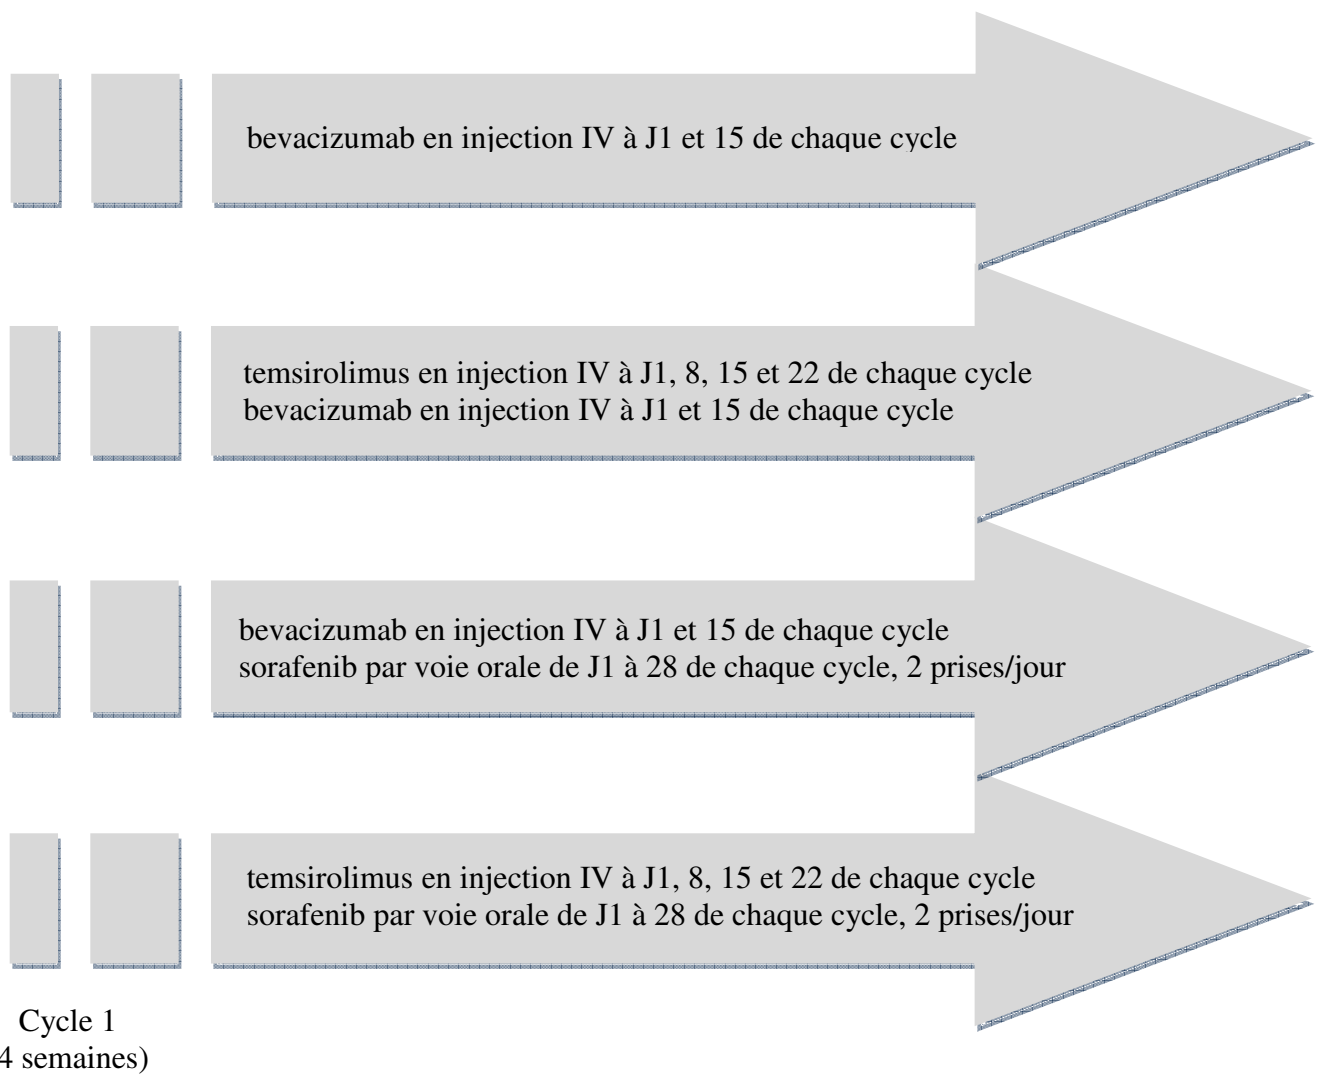 bevacizumab en injection IV à J1 et 15 de chaque cycle
temsirolimus en injection IV à J1, 8, 15 et 22 de chaque cycle
bevacizumab en injection IV à J1 et 15 de chaque cycle
bevacizumab en injection IV à J1 et 15 de chaque cycle
sorafenib par voie orale de J1 à 28 de chaque cycle, 2 prises/jour
temsirolimus en injection IV à J1, 8, 15 et 22 de chaque cycle
sorafenib par voie orale de J1 à 28 de chaque cycle, 2 prises/jour
Cycle 1
4 semaines)